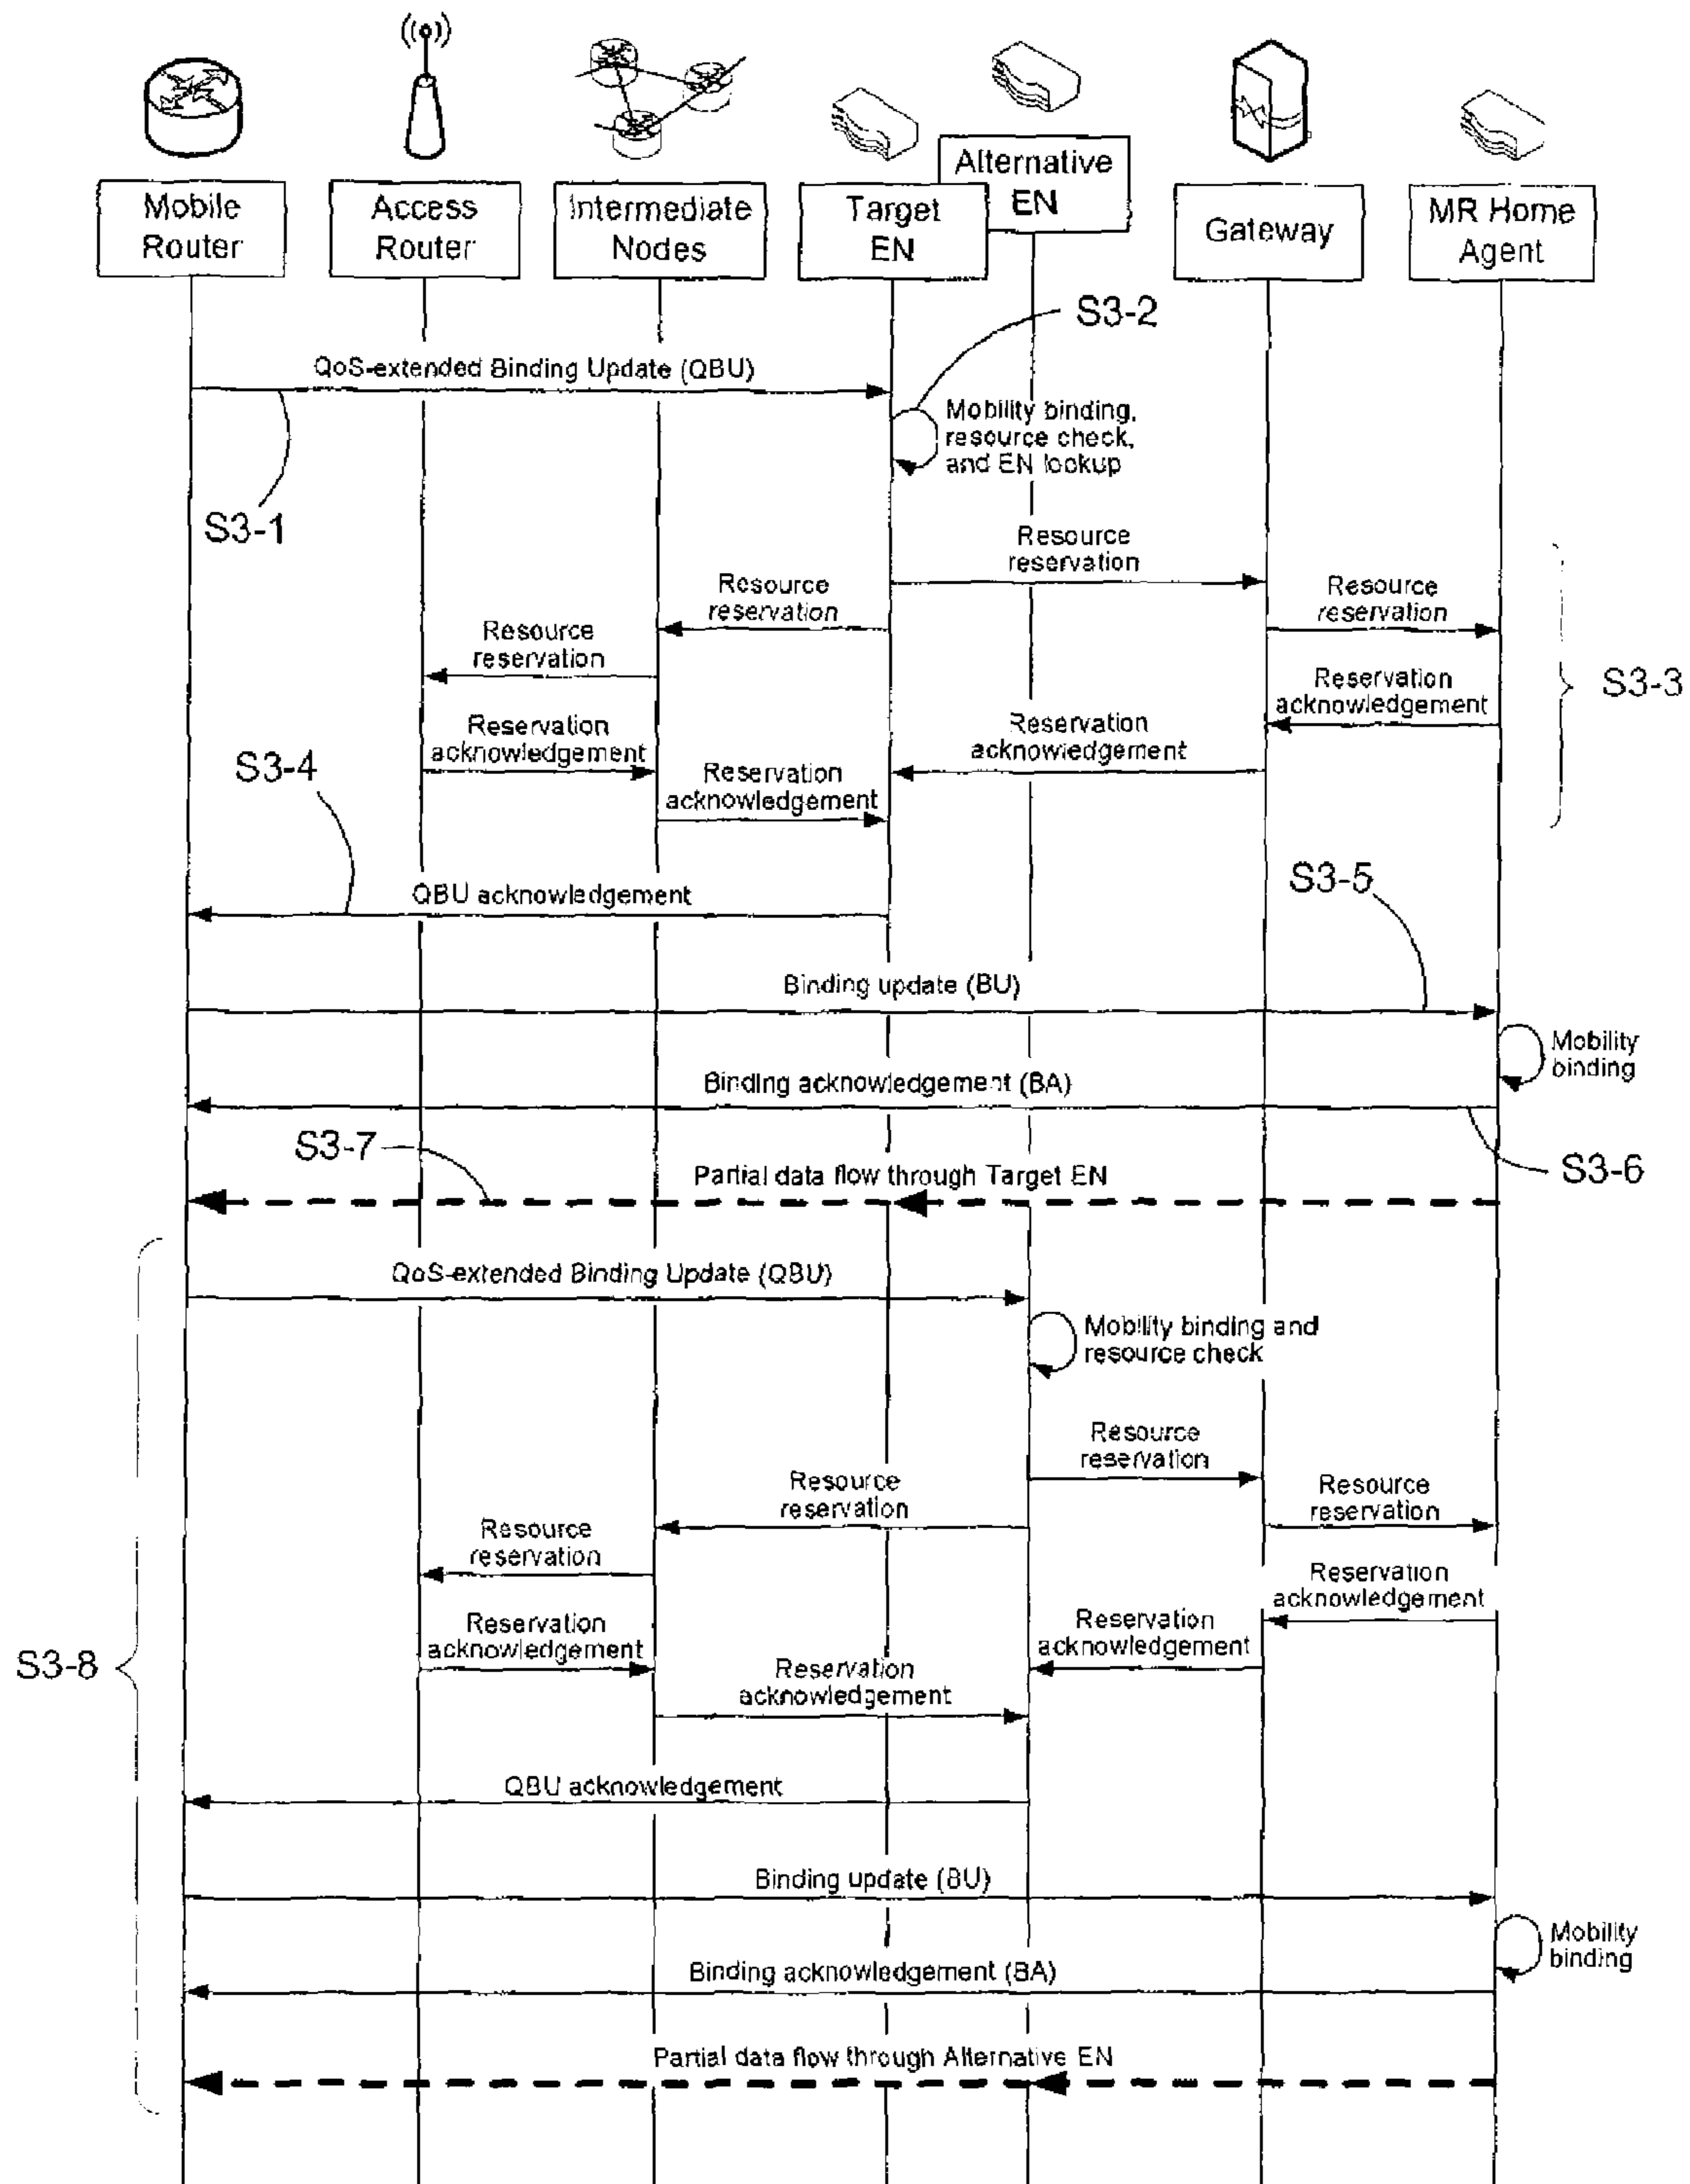 Mobile
Router
Access
Router
Intermediate
Nodes
Target
EN
Alternative
EN
Gateway
MR Home
Agent
S3-2
QoS-extended Binding Update (QBU)
Mobility binding,
resource check,
and EN lookup
S3-1
Resource
reservation
Resource
reservation
Resource
reservation
Resource
reservation
S3-3
Reservation
acknowledgement
Reservation
acknowledgement
Reservation
acknowledgement
Reservation
acknowledgement
S3-4
QBU acknowledgement
S3-5
Binding update (BU)
Mobility
binding
Binding acknowledgement (BA)
S3-7
S3-6
Partial data flow through Target EN
QoS-extended Binding Update (QBU)
Mobility binding and
resource check
Resource
reservation
Resource
reservation
Resource
reservation
Resource
reservation
Reservation
acknowledgement
Reservation
acknowledgement
Reservation
acknowledgement
S3-8
Reservation
acknowledgement
QBU acknowledgement
Binding update (BU)
Mobility
binding
Binding acknowledgement (BA)
Partial data flow through Alternative EN